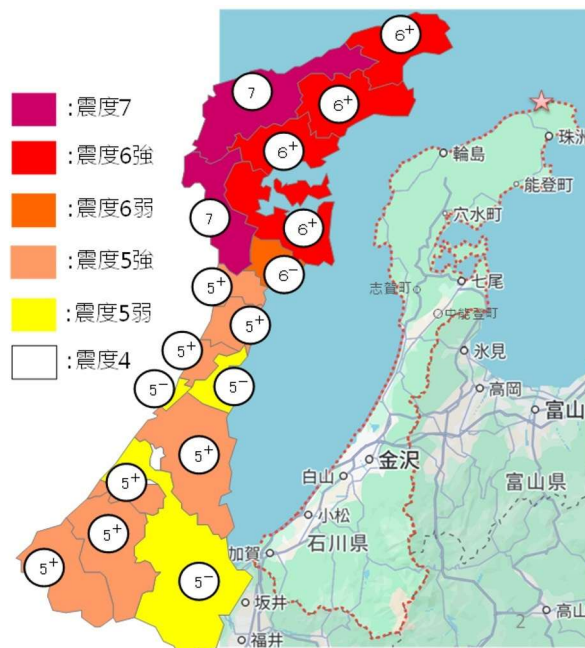 :震度7
:震度6強
:震度6弱
:震度5強
:震度5弱
:震度4
6+
7
6+
6+
7
6+
6−
5+
5+
5+
5−
5−
5+
5+
5+
5+
5−
珠洲
輪島
能登町
穴水町
七尾
志賀町
中能登町
氷見
高岡
富山
金沢
白山
富山県
小松
石川県
加賀
坂井
2
高山
福井